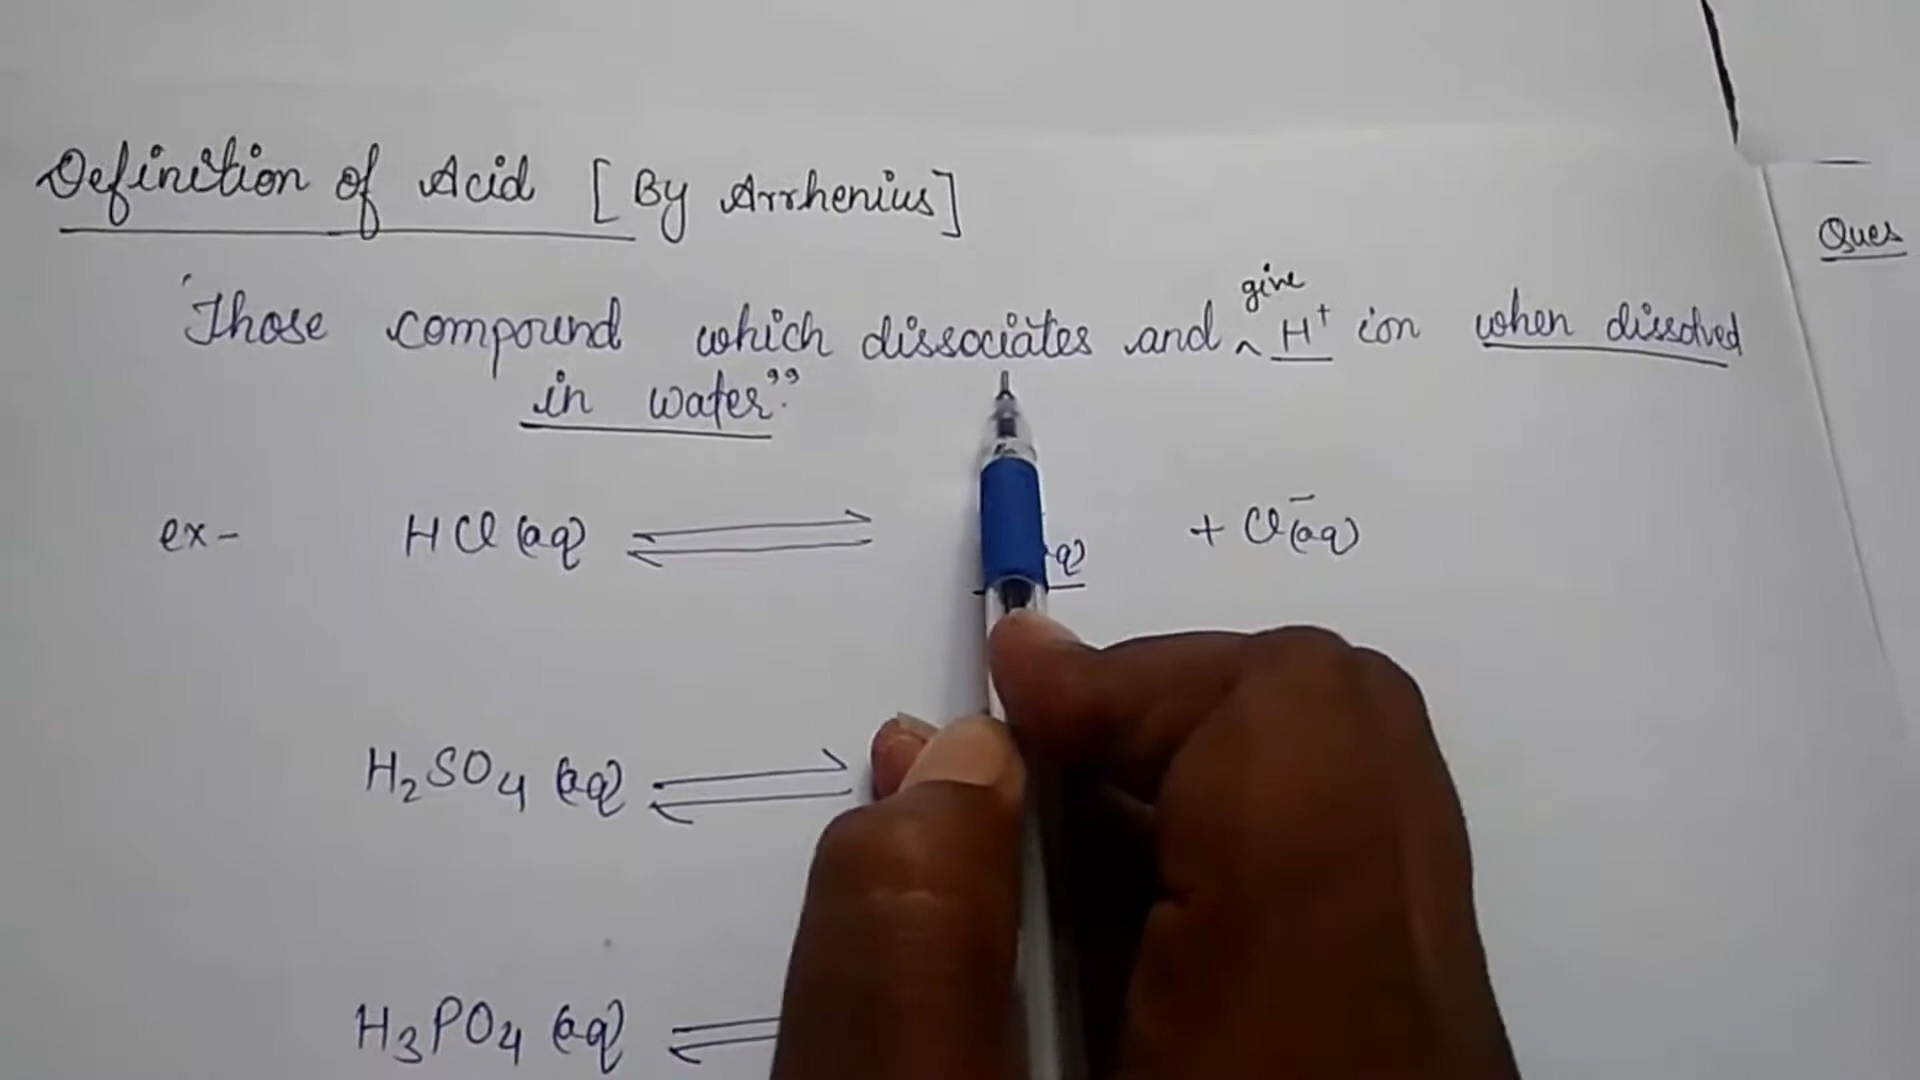 Definition of Acid [By Arrhenius]
Ques
"Those compound which dissociates and ^give H⁺ ion when dissolved
in water".
ex- HCl (aq) ⇌ + Cl⁻(aq)
H₂SO₄ (aq) ⇌
H₃PO₄ (aq) ⇌